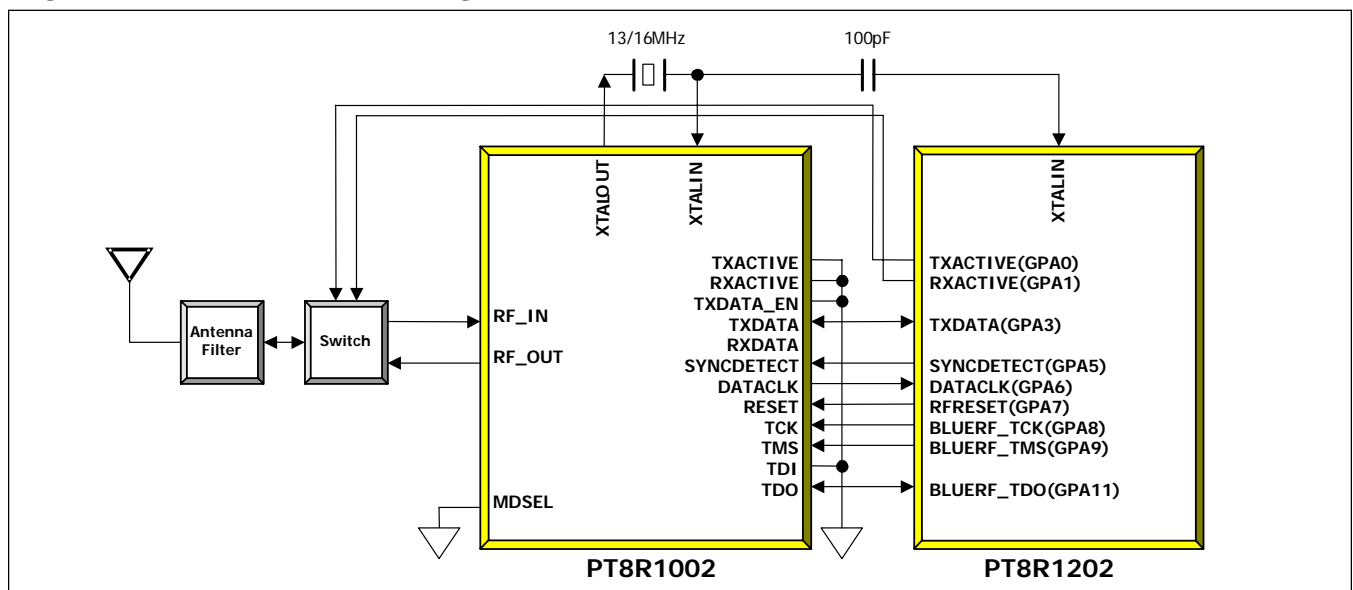 13/16MHz
100pF
XTALOUT
XTALIN
XTALIN
Antenna
Filter
Switch
RF_IN
RF_OUT
MDSEL
TXACTIVE
RXACTIVE
TXDATA_EN
TXDATA
RXDATA
SYNCDETECT
DATACLK
RESET
TCK
TMS
TDI
TDO
TXACTIVE(GPA0)
RXACTIVE(GPA1)
TXDATA(GPA3)
SYNCDETECT(GPA5)
DATACLK(GPA6)
RFRESET(GPA7)
BLUERF_TCK(GPA8)
BLUERF_TMS(GPA9)
BLUERF_TDO(GPA11)
PT8R1002
PT8R1202